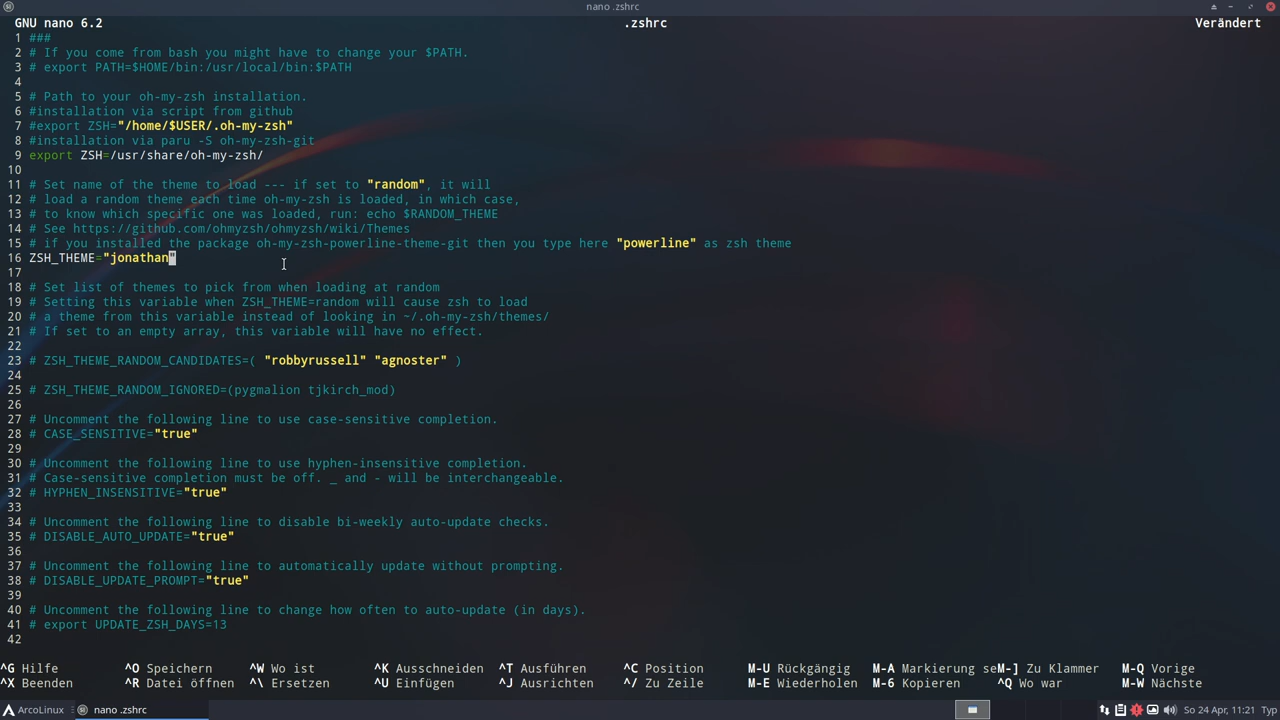 nano .zshrc
GNU nano 6.2 .zshrc Verändert
1 ###
2 # If you come from bash you might have to change your $PATH.
3 # export PATH=$HOME/bin:/usr/local/bin:$PATH
4
5 # Path to your oh-my-zsh installation.
6 #installation via script from github
7 #export ZSH="/home/$USER/.oh-my-zsh"
8 #installation via paru -S oh-my-zsh-git
9 export ZSH=/usr/share/oh-my-zsh/
10
11 # Set name of the theme to load --- if set to "random", it will
12 # load a random theme each time oh-my-zsh is loaded, in which case,
13 # to know which specific one was loaded, run: echo $RANDOM_THEME
14 # See https://github.com/ohmyzsh/ohmyzsh/wiki/Themes
15 # if you installed the package oh-my-zsh-powerline-theme-git then you type here "powerline" as zsh theme
16 ZSH_THEME="jonathan"
17
18 # Set list of themes to pick from when loading at random
19 # Setting this variable when ZSH_THEME=random will cause zsh to load
20 # a theme from this variable instead of looking in ~/.oh-my-zsh/themes/
21 # If set to an empty array, this variable will have no effect.
22
23 # ZSH_THEME_RANDOM_CANDIDATES=( "robbyrussell" "agnoster" )
24
25 # ZSH_THEME_RANDOM_IGNORED=(pygmalion tjkirch_mod)
26
27 # Uncomment the following line to use case-sensitive completion.
28 # CASE_SENSITIVE="true"
29
30 # Uncomment the following line to use hyphen-insensitive completion.
31 # Case-sensitive completion must be off. _ and - will be interchangeable.
32 # HYPHEN_INSENSITIVE="true"
33
34 # Uncomment the following line to disable bi-weekly auto-update checks.
35 # DISABLE_AUTO_UPDATE="true"
36
37 # Uncomment the following line to automatically update without prompting.
38 # DISABLE_UPDATE_PROMPT="true"
39
40 # Uncomment the following line to change how often to auto-update (in days).
41 # export UPDATE_ZSH_DAYS=13
42
^G Hilfe ^O Speichern ^W Wo ist ^K Ausschneiden ^T Ausführen ^C Position M-U Rückgängig M-A Markierung seM-] Zu Klammer M-Q Vorige
^X Beenden ^R Datei öffnen ^\ Ersetzen ^U Einfügen ^J Ausrichten ^/ Zu Zeile M-E Wiederholen M-6 Kopieren ^Q Wo war M-W Nächste
ArcoLinux nano .zshrc So 24 Apr, 11:21 Typ